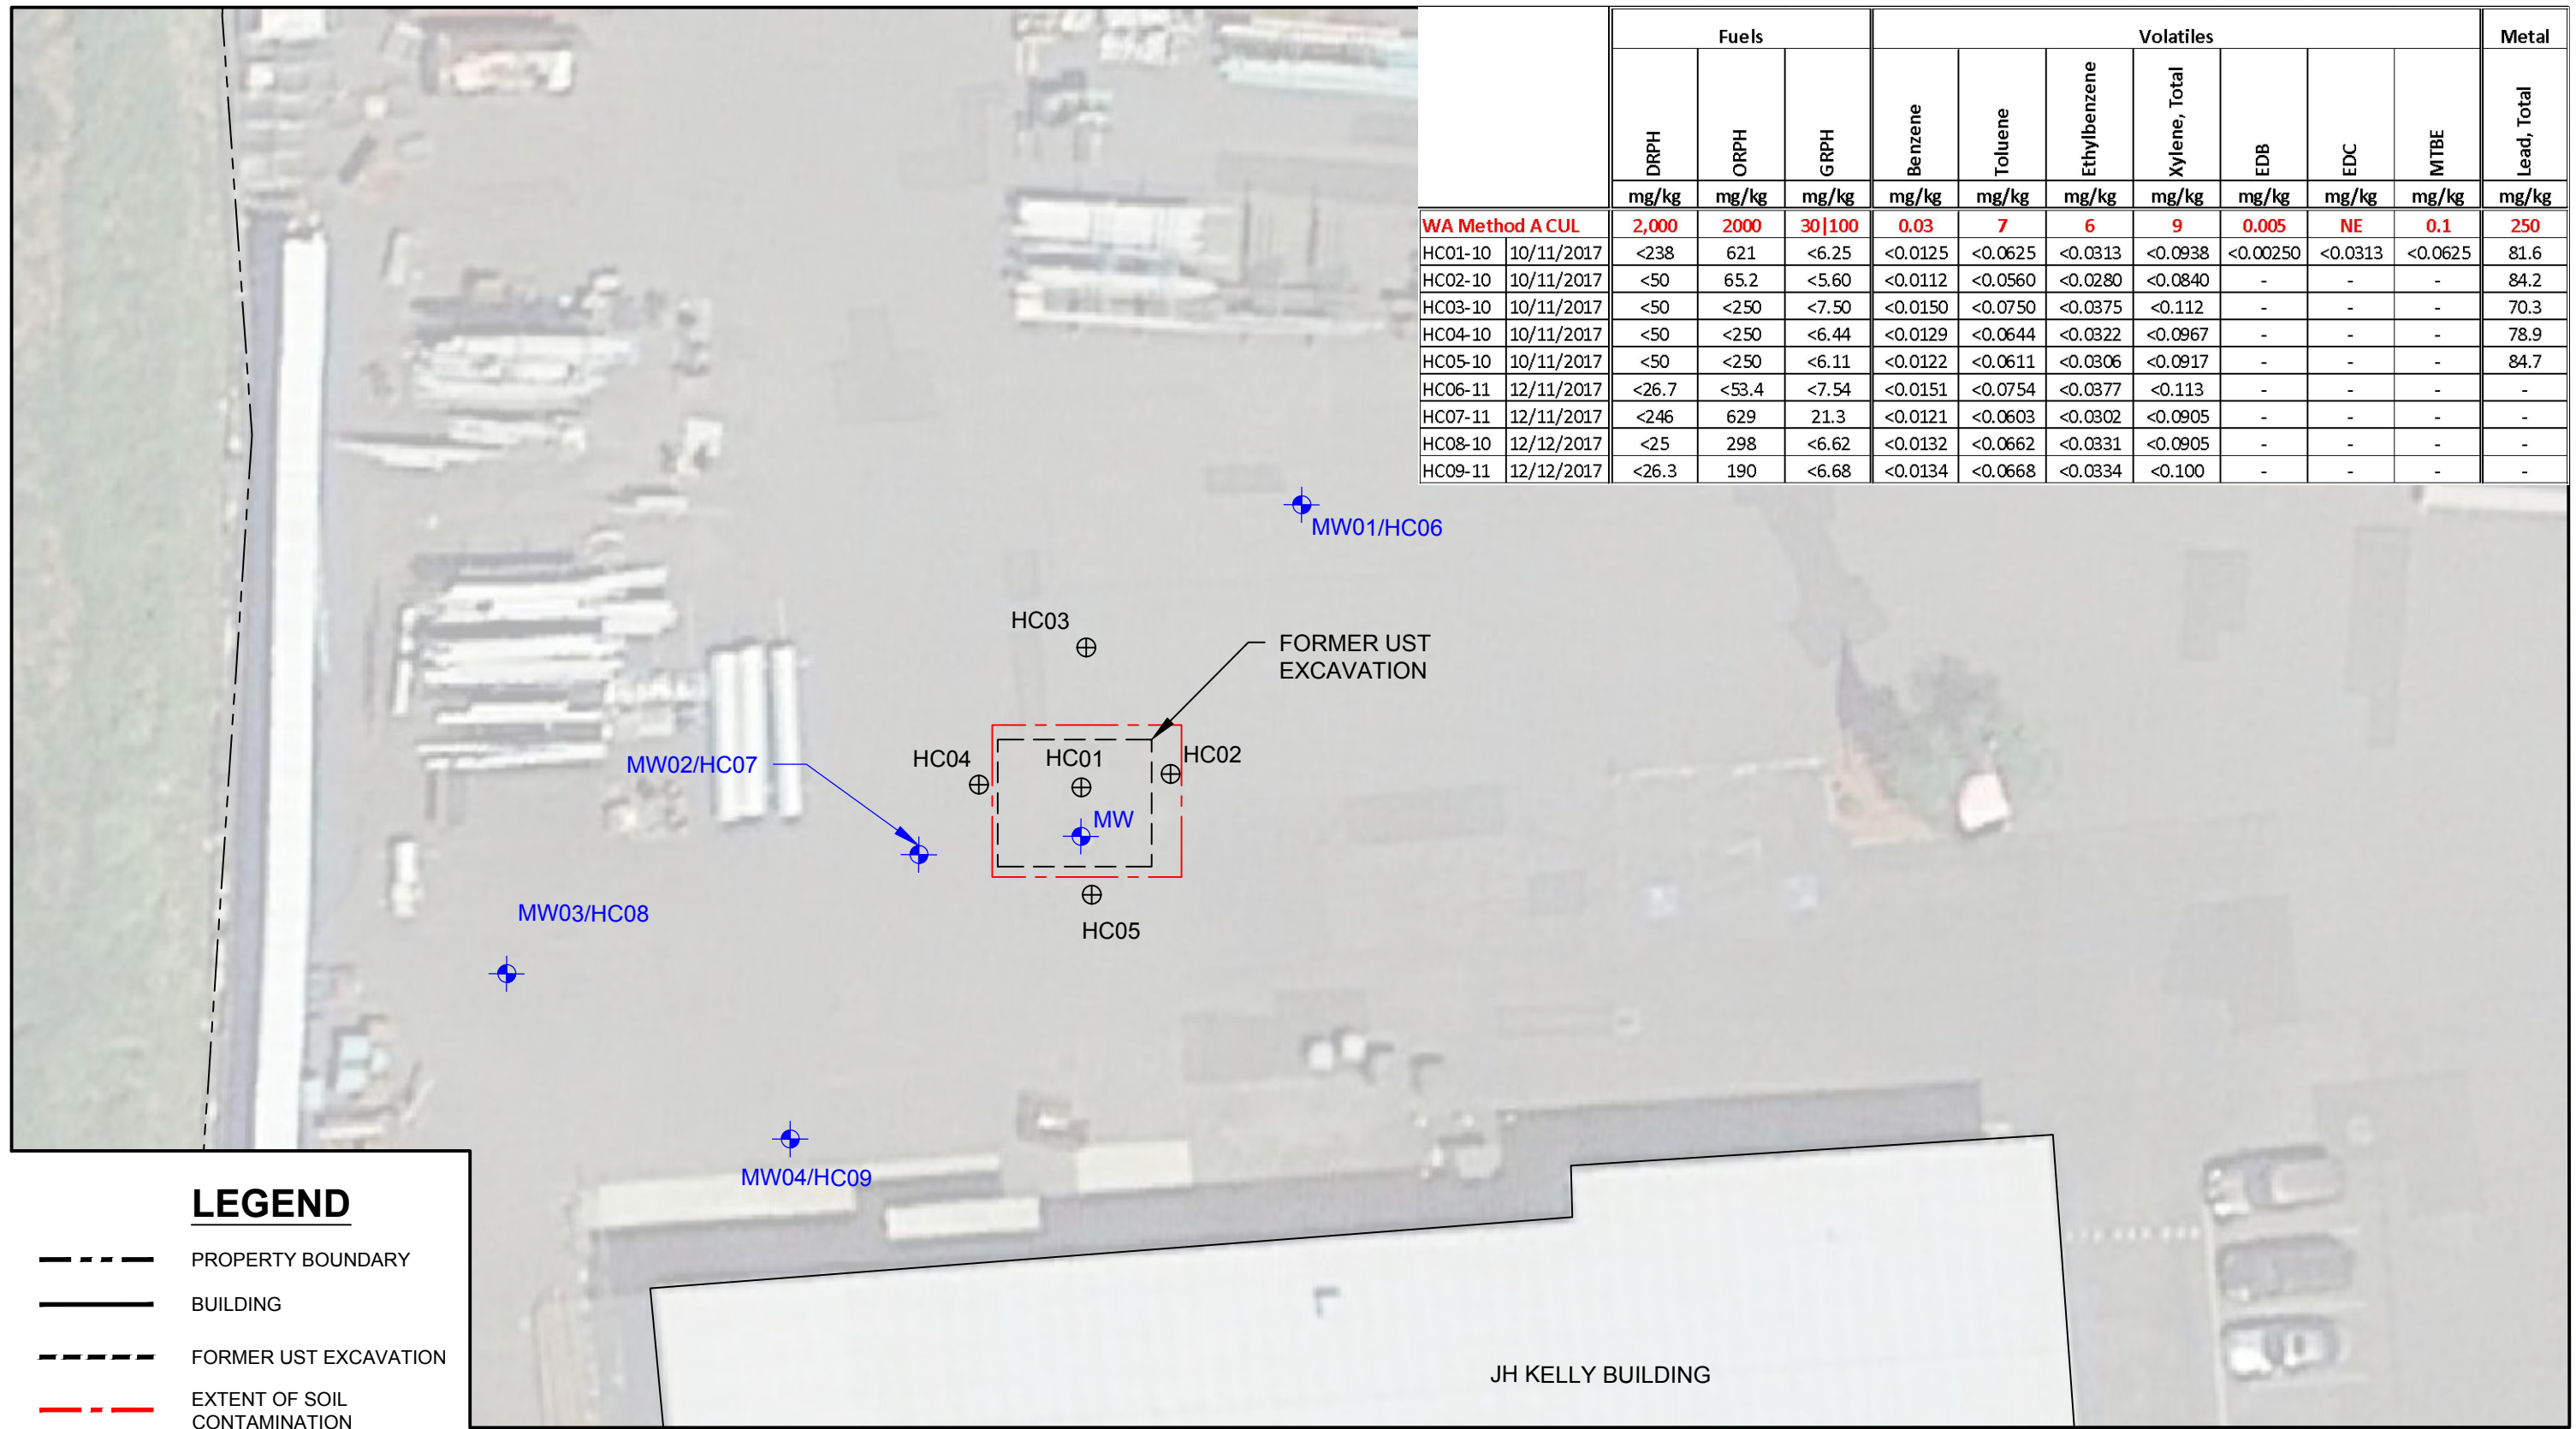 Fuels Volatiles Metal
DRPH ORPH GRPH Benzene Toluene Ethylbenzene Xylene, Total EDB EDC MTBE Lead, Total
mg/kg mg/kg mg/kg mg/kg mg/kg mg/kg mg/kg mg/kg mg/kg mg/kg mg/kg
WA Method A CUL 2,000 2000 30|100 0.03 7 6 9 0.005 NE 0.1 250
HC01-10 10/11/2017 <238 621 <6.25 <0.0125 <0.0625 <0.0313 <0.0938 <0.00250 <0.0313 <0.0625 81.6
HC02-10 10/11/2017 <50 65.2 <5.60 <0.0112 <0.0560 <0.0280 <0.0840 - - - 84.2
HC03-10 10/11/2017 <50 <250 <7.50 <0.0150 <0.0750 <0.0375 <0.112 - - - 70.3
HC04-10 10/11/2017 <50 <250 <6.44 <0.0129 <0.0644 <0.0322 <0.0967 - - - 78.9
HC05-10 10/11/2017 <50 <250 <6.11 <0.0122 <0.0611 <0.0306 <0.0917 - - - 84.7
HC06-11 12/11/2017 <26.7 <53.4 <7.54 <0.0151 <0.0754 <0.0377 <0.113 - - - -
HC07-11 12/11/2017 <246 629 21.3 <0.0121 <0.0603 <0.0302 <0.0905 - - - -
HC08-10 12/12/2017 <25 298 <6.62 <0.0132 <0.0662 <0.0331 <0.0905 - - - -
HC09-11 12/12/2017 <26.3 190 <6.68 <0.0134 <0.0668 <0.0334 <0.100 - - - -
MW01/HC06
HC03
FORMER UST
EXCAVATION
HC04
HC01
HC02
MW02/HC07
MW
MW03/HC08
HC05
MW04/HC09
JH KELLY BUILDING
LEGEND
PROPERTY BOUNDARY
BUILDING
FORMER UST EXCAVATION
EXTENT OF SOIL
CONTAMINATION